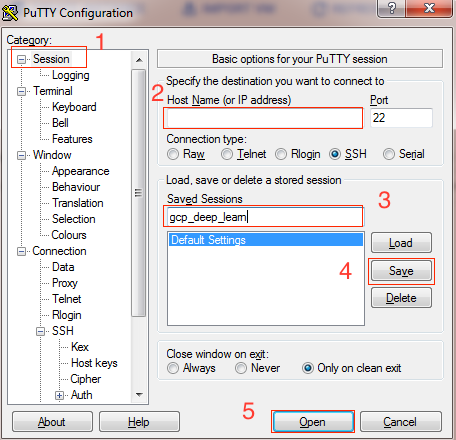 PuTTY Configuration
Category:
1
Session
Logging
Terminal
Keyboard
Bell
Features
Window
Appearance
Behaviour
Translation
Selection
Colours
Connection
Data
Proxy
Telnet
Rlogin
SSH
Kex
Host keys
Cipher
Auth
Basic options for your PuTTY session
Specify the destination you want to connect to
2
Host Name (or IP address) Port
22
Connection type:
Raw Telnet Rlogin SSH Serial
Load, save or delete a stored session
Saved Sessions
3
gcp_deep_learn
Default Settings
Load
4
Save
Delete
Close window on exit:
Always Never Only on clean exit
5
About Help Open Cancel